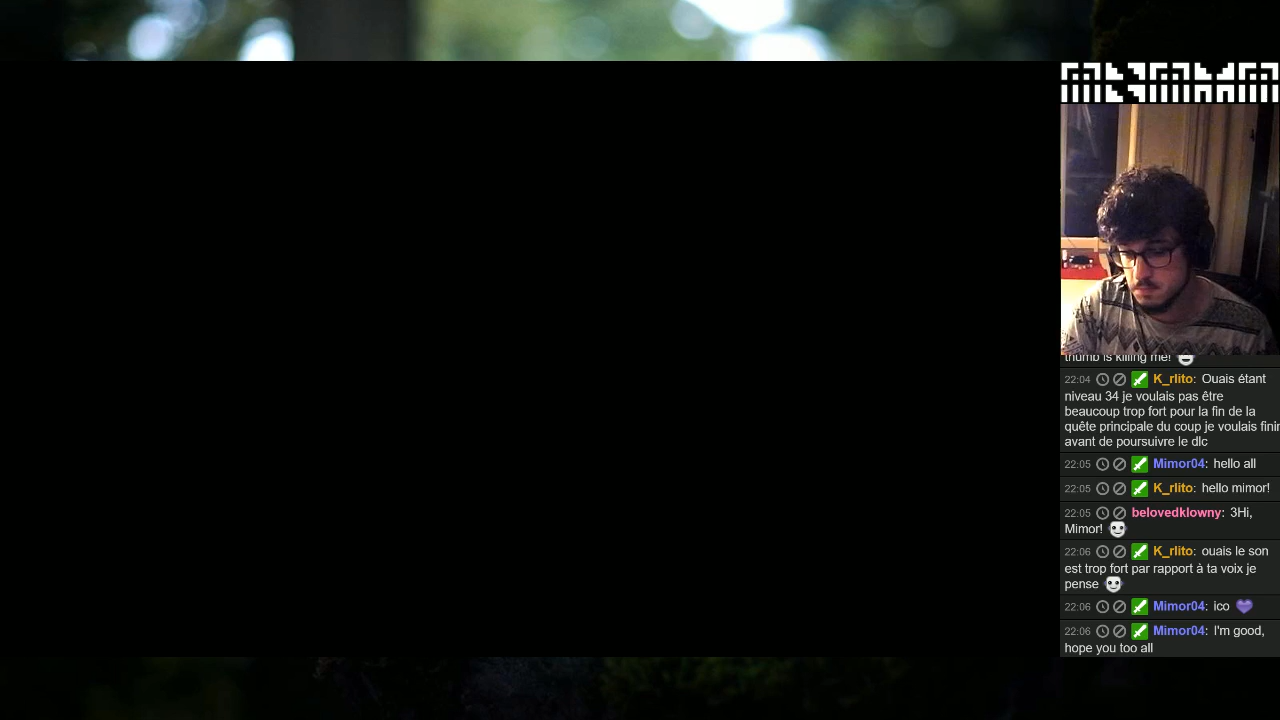 thumb is killing me!
22:04 K_rlito: Ouais étant
niveau 34 je voulais pas être
beaucoup trop fort pour la fin de la
quête principale du coup je voulais finir
avant de poursuivre le dlc
22:05 Mimor04: hello all
22:05 K_rlito: hello mimor!
22:05 belovedklowny: 3Hi,
Mimor!
22:06 K_rlito: ouais le son
est trop fort par rapport à ta voix je
pense
22:06 Mimor04: ico
22:06 Mimor04: I'm good,
hope you too all